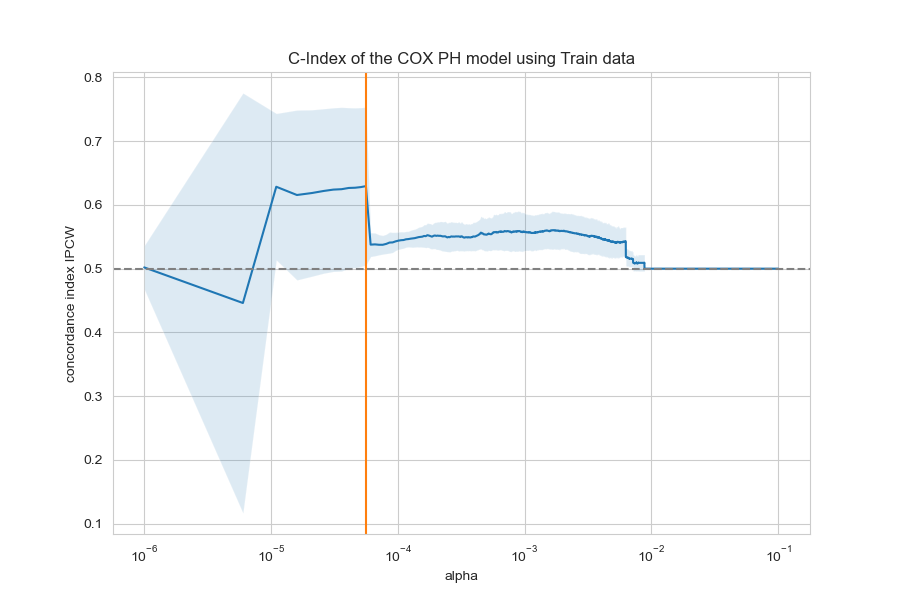 C-Index of the COX PH model using Train data
concordance index IPCW
0.8
0.7
0.6
0.5
0.4
0.3
0.2
0.1
10⁻⁶ 10⁻⁵ 10⁻⁴ 10⁻³ 10⁻² 10⁻¹
alpha